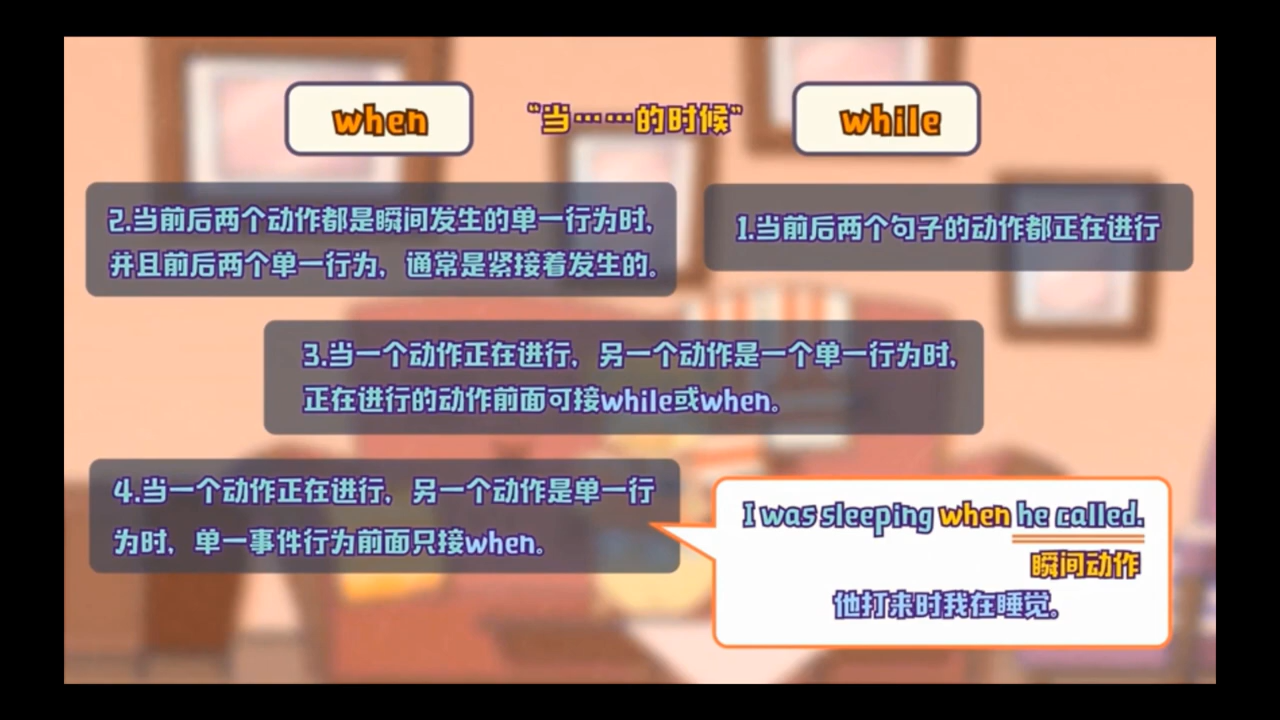 when
“当……的时候”
while
2.当前后两个动作都是瞬间发生的单一行为时,
并且前后两个单一行为，通常是紧接着发生的。
1.当前后两个句子的动作都正在进行
3.当一个动作正在进行，另一个动作是一个单一行为时,
正在进行的动作前面可接while或when。
4.当一个动作正在进行，另一个动作是单一行
为时，单一事件行为前面只接when。
I was sleeping when he called.
瞬间动作
他打来时我在睡觉。